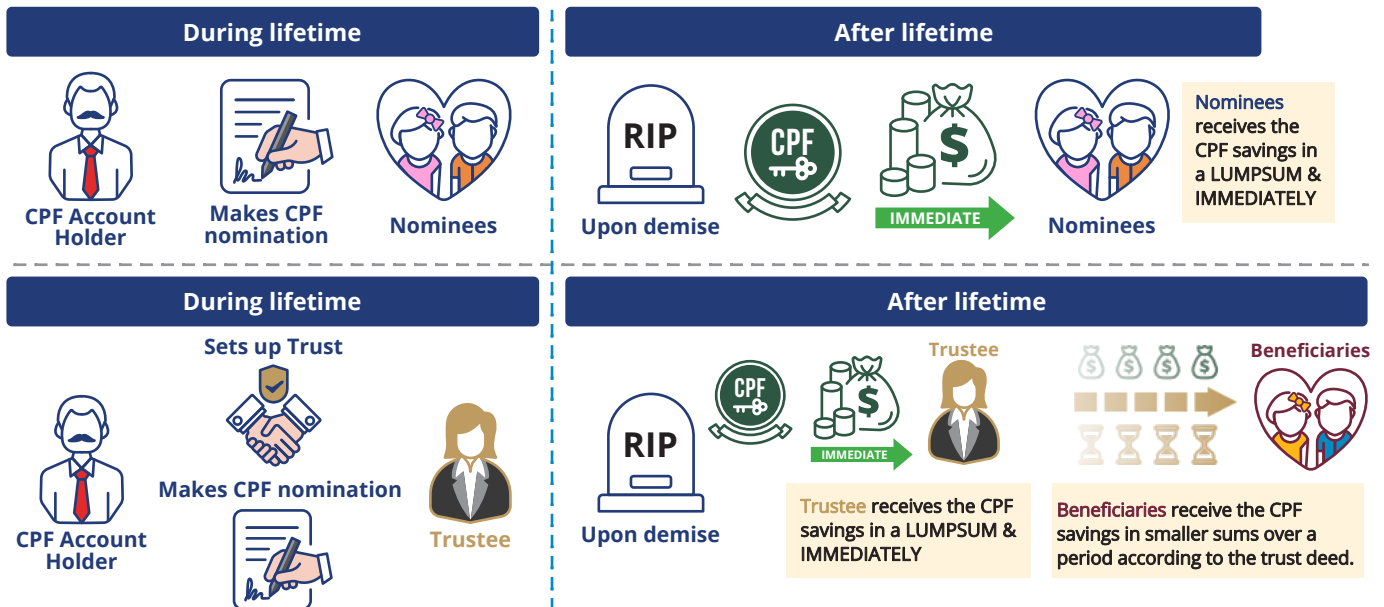 During lifetime
After lifetime
CPF Account
Holder
Makes CPF
nomination
Nominees
RIP
Upon demise
CPF
$
IMMEDIATE
Nominees
Nominees
receives the
CPF savings in
a LUMPSUM &
IMMEDIATELY
During lifetime
After lifetime
Sets up Trust
CPF Account
Holder
Makes CPF nomination
Trustee
RIP
Upon demise
CPF
$
IMMEDIATE
Trustee
$ $ $ $
Beneficiaries
Trustee receives the CPF
savings in a LUMPSUM &
IMMEDIATELY
Beneficiaries receive the CPF
savings in smaller sums over a
period according to the trust deed.